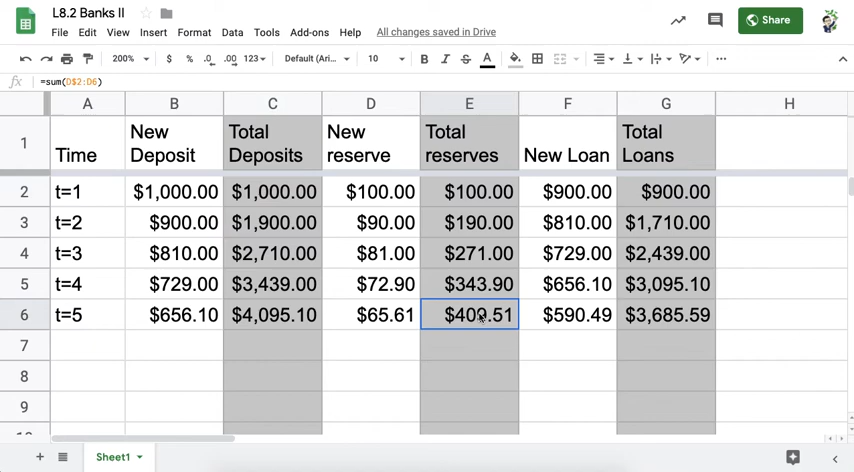 L8.2 Banks II
File Edit View Insert Format Data Tools Add-ons Help All changes saved in Drive
Share
200% $ % .0 .00 123 Default (Ari... 10 B I S A ...
fx =sum(D$2:D6)
A B C D E F G H
1 Time New Deposit Total Deposits New reserve Total reserves New Loan Total Loans
2 t=1 $1,000.00 $1,000.00 $100.00 $100.00 $900.00 $900.00
3 t=2 $900.00 $1,900.00 $90.00 $190.00 $810.00 $1,710.00
4 t=3 $810.00 $2,710.00 $81.00 $271.00 $729.00 $2,439.00
5 t=4 $729.00 $3,439.00 $72.90 $343.90 $656.10 $3,095.10
6 t=5 $656.10 $4,095.10 $65.61 $409.51 $590.49 $3,685.59
7
8
9
10
Sheet1